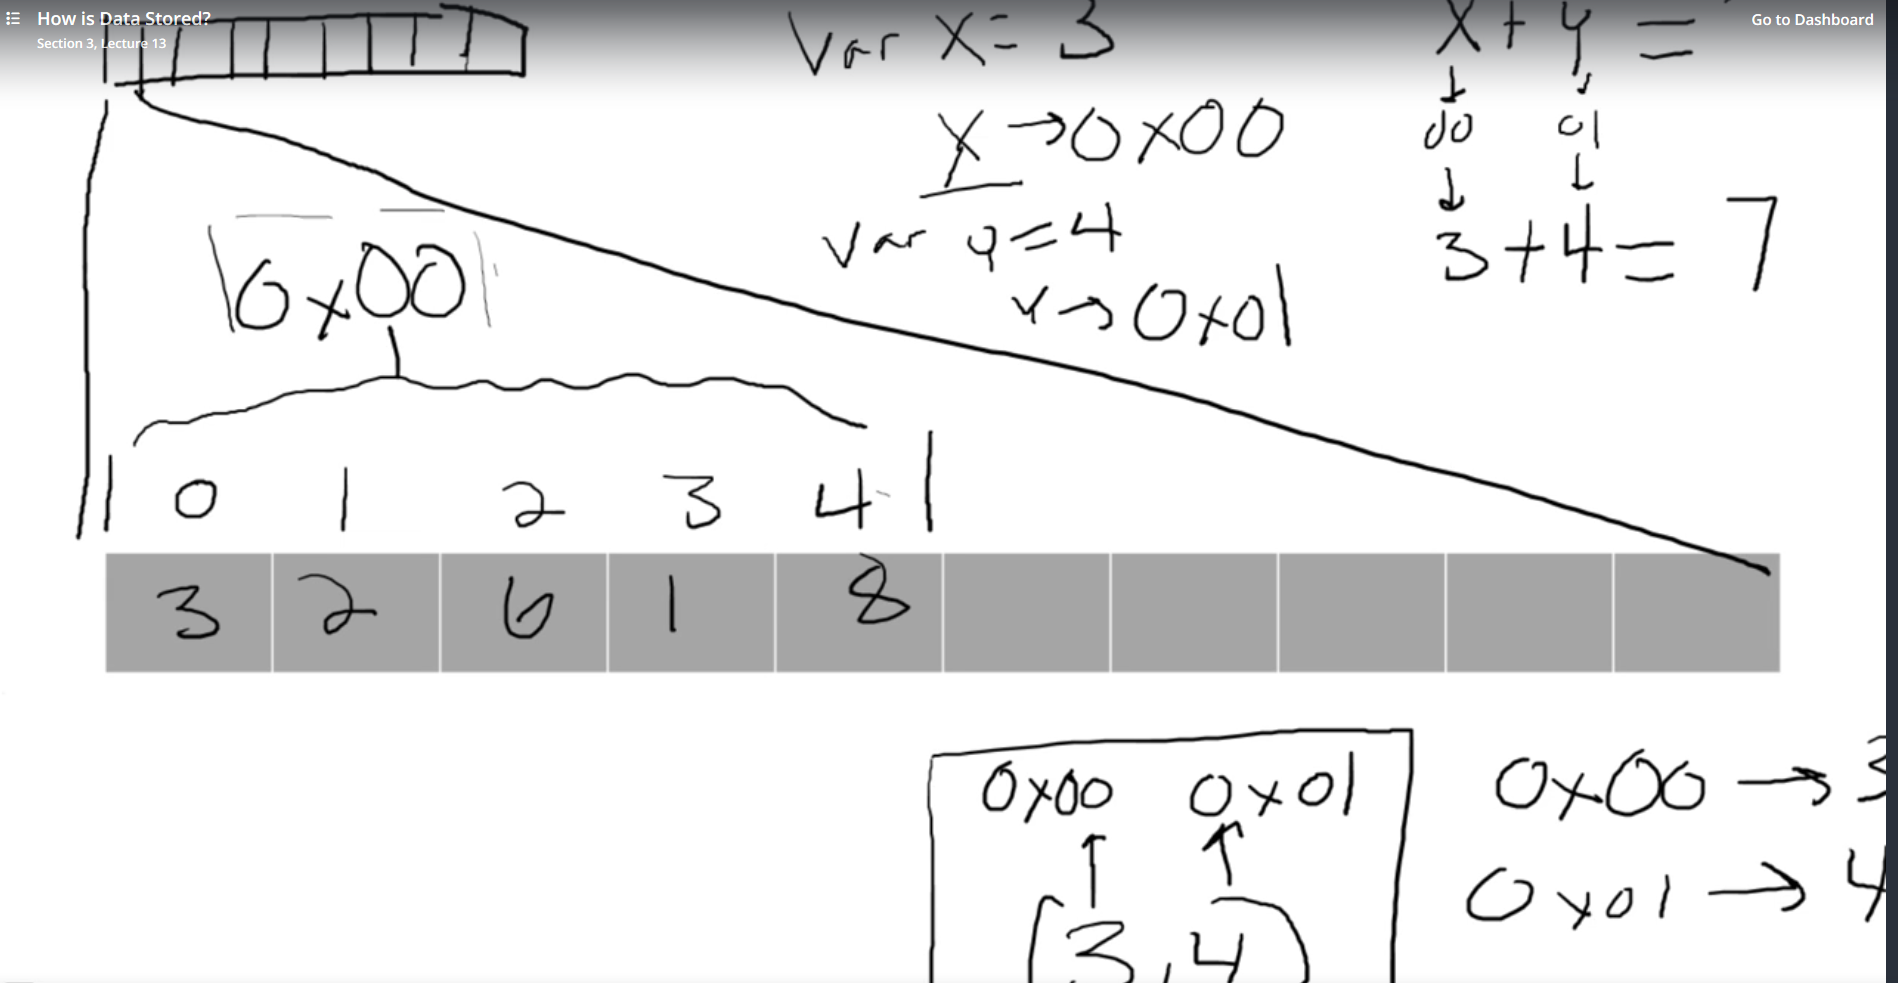 How is Data Stored?
Section 3, Lecture 13
Go to Dashboard
var x = 3
x + y =
x → 0x00
00 01
var y = 4
3 + 4 = 7
y → 0x01
0x00
0 1 2 3 4
3 2 6 1 8
0x00 0x01
0x00 → 3
0x01 → 4
(3, 4)